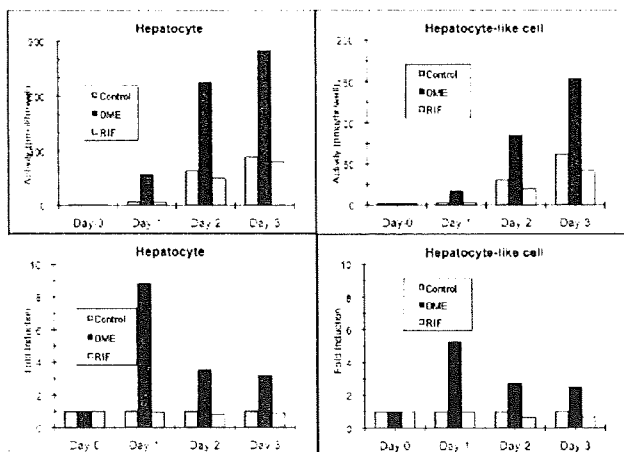 Hepatocyte
Control
OME
RIF
0
Day 0
Day 1
Day 2
Day 3
Hepatocyte-like cell
200
Control
OME
RIF
0
Day 0
Day 1
Day 2
Day 3
Hepatocyte
Fold Induction
10
8
6
4
2
0
Control
OME
RIF
Day 0
Day 1
Day 2
Day 3
Hepatocyte-like cell
Fold Induction
10
8
6
4
2
0
Control
OME
RIF
Day 0
Day 1
Day 2
Day 3